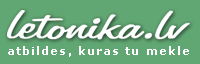 letonika.lv
atbildes, kuras tu mekle